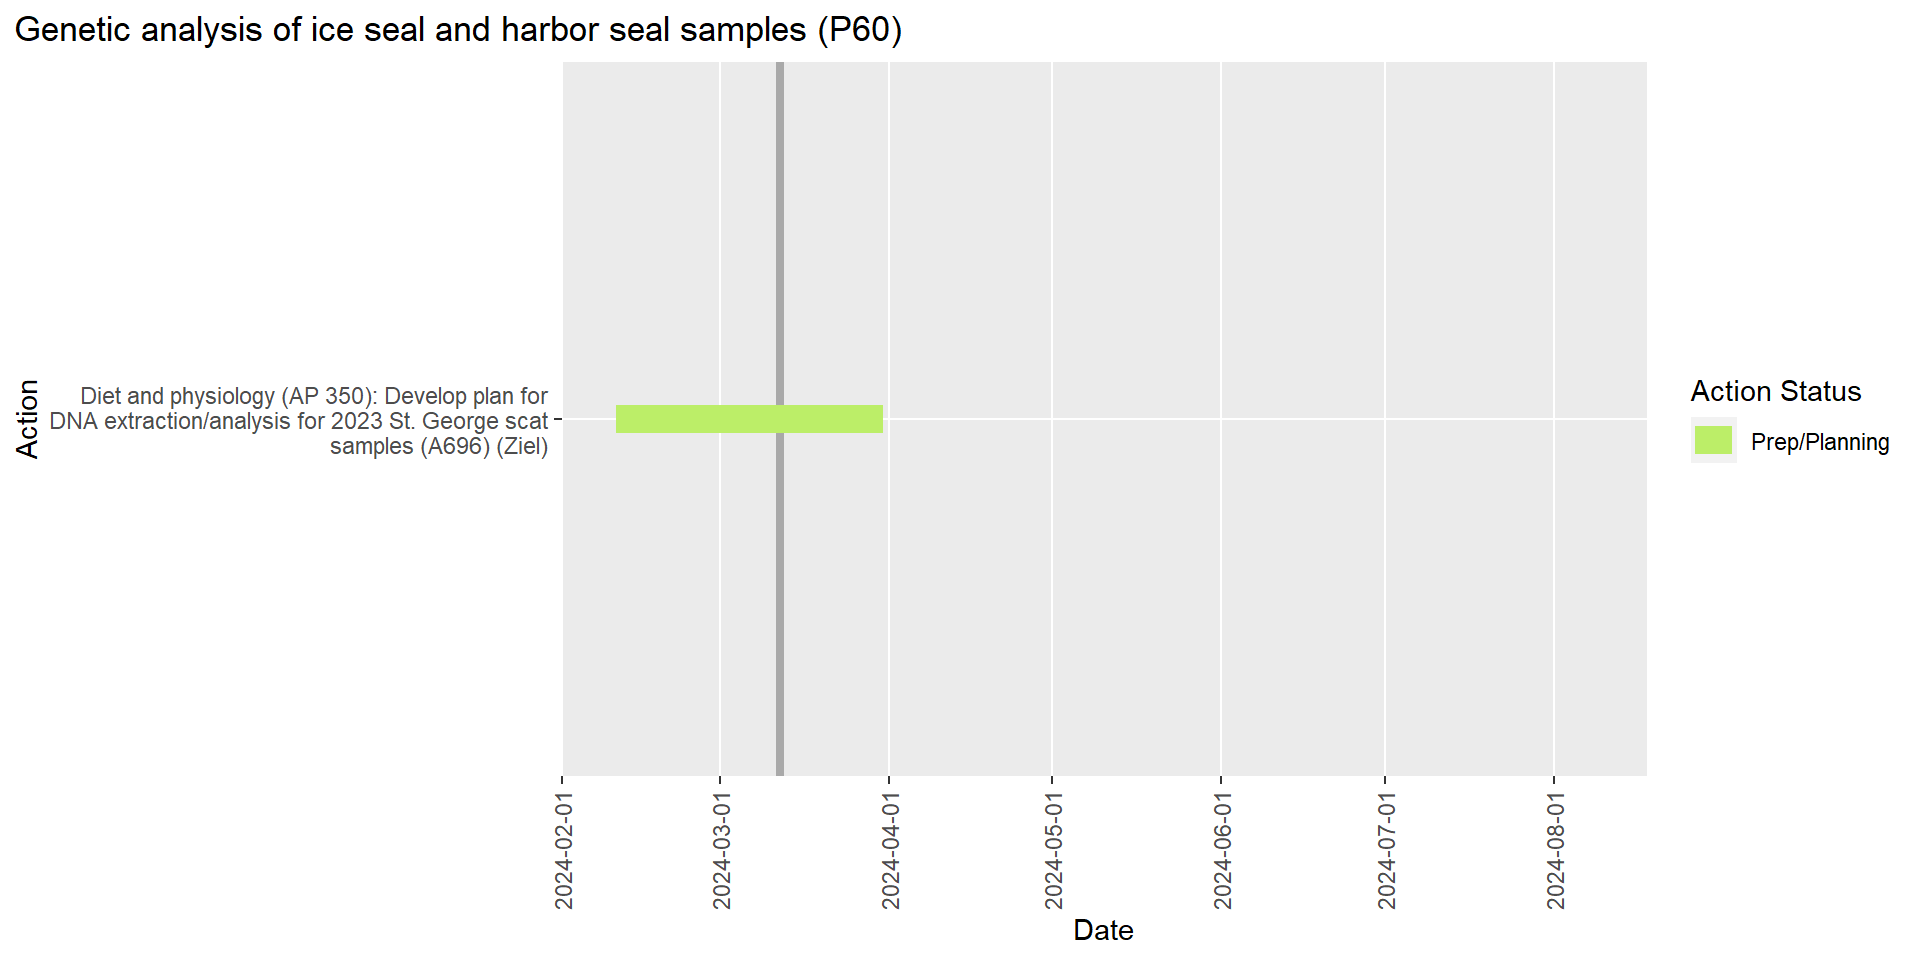 Genetic analysis of ice seal and harbor seal samples (P60)
Action
Diet and physiology (AP 350): Develop plan for
DNA extraction/analysis for 2023 St. George scat
samples (A696) (Ziel)
2024-02-01
2024-03-01
2024-04-01
2024-05-01
2024-06-01
2024-07-01
2024-08-01
Date
Action Status
Prep/Planning